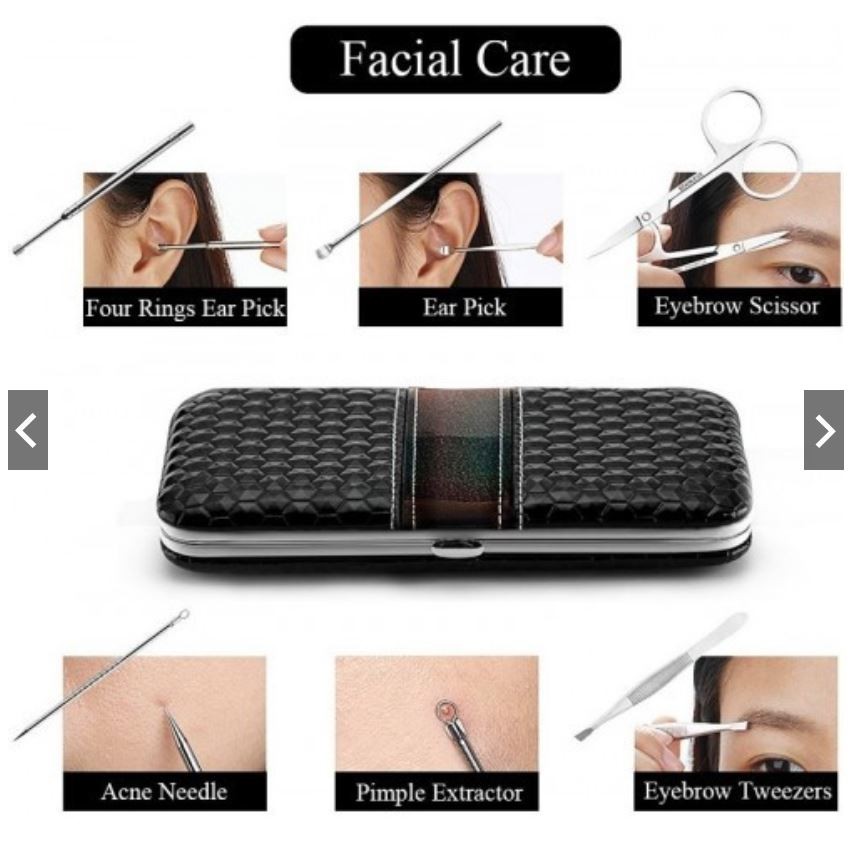 Facial Care
Four Rings Ear Pick
Ear Pick
Eyebrow Scissor
Acne Needle
Pimple Extractor
Eyebrow Tweezers